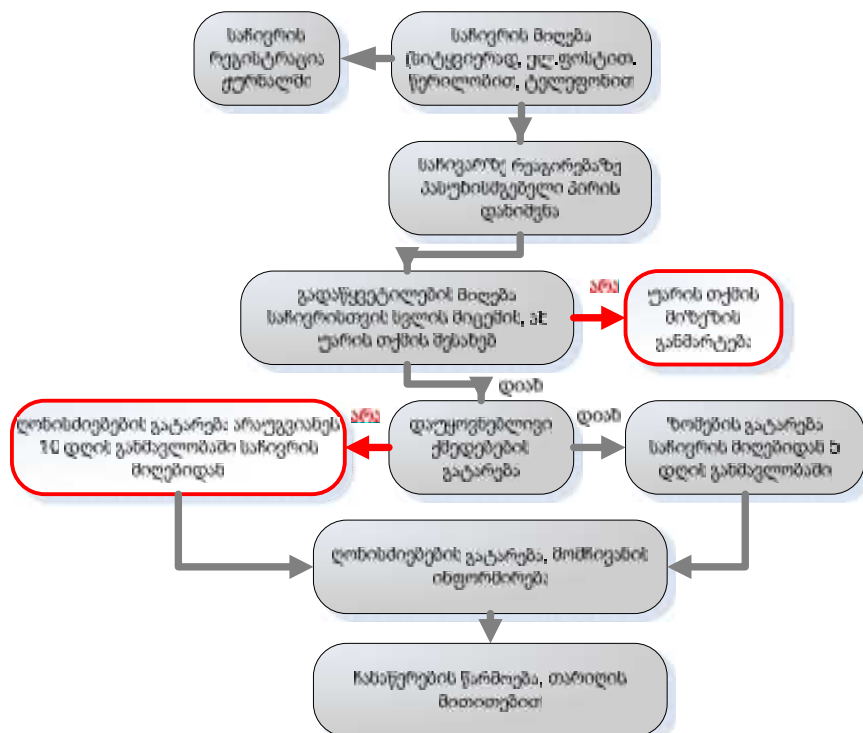 საჩივრის
რეგისტრაცია
ჟურნალში
საჩივრის მიღება
(სიტყვიერად, ელ.ფოსტით,
წერილობით, ტელეფონით
საჩივარზე რეაგირებაზე
პასუხისმგებელი პირის
დანიშვნა
გადაწყვეტილების მიღება
საჩივრისთვის სვლის მიცემის, ან
უარის თქმის შესახებ
არა
უარის თქმის
მიზეზის
განმარტება
დიახ
ღონისძიებების გატარება არაუგვიანეს
10 დღის განმავლობაში საჩივრის
მიღებიდან
არა
დაუყოვნებლივი
ქმედებების
გატარება
დიახ
ზომების გატარება
საჩივრის მიღებიდან 5
დღის განმავლობაში
ღონისძიებების გატარება, მომჩივანის
ინფორმირება
ჩანაწერების წარმოება, თარიღის
მითითებით